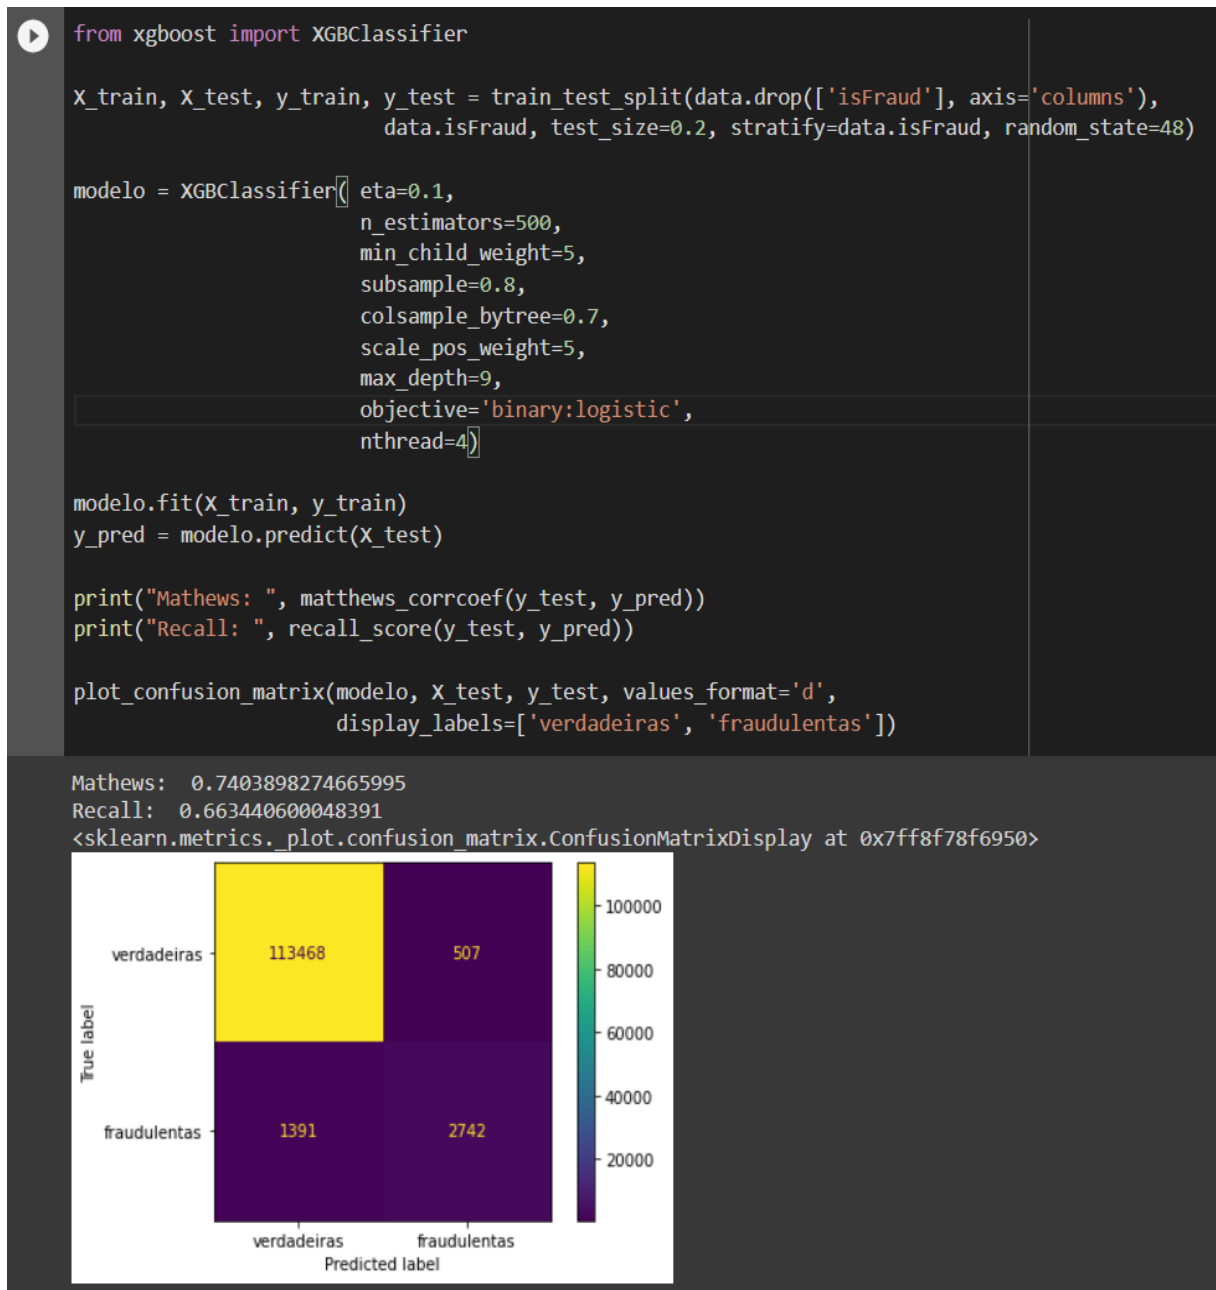 from xgboost import XGBClassifier
X_train, X_test, y_train, y_test = train_test_split(data.drop(['isFraud'], axis='columns'),
data.isFraud, test_size=0.2, stratify=data.isFraud, random_state=48)
modelo = XGBClassifier( eta=0.1,
n_estimators=500,
min_child_weight=5,
subsample=0.8,
colsample_bytree=0.7,
scale_pos_weight=5,
max_depth=9,
objective='binary:logistic',
nthread=4)
modelo.fit(X_train, y_train)
y_pred = modelo.predict(X_test)
print("Mathews: ", matthews_corrcoef(y_test, y_pred))
print("Recall: ", recall_score(y_test, y_pred))
plot_confusion_matrix(modelo, X_test, y_test, values_format='d',
display_labels=['verdadeiras', 'fraudulentas'])
Mathews:  0.7403898274665995
Recall:  0.663440600048391
<sklearn.metrics._plot.confusion_matrix.ConfusionMatrixDisplay at 0x7ff8f78f6950>
True label
verdadeiras
113468
507
fraudulentas
1391
2742
verdadeiras
fraudulentas
Predicted label
100000
80000
60000
40000
20000